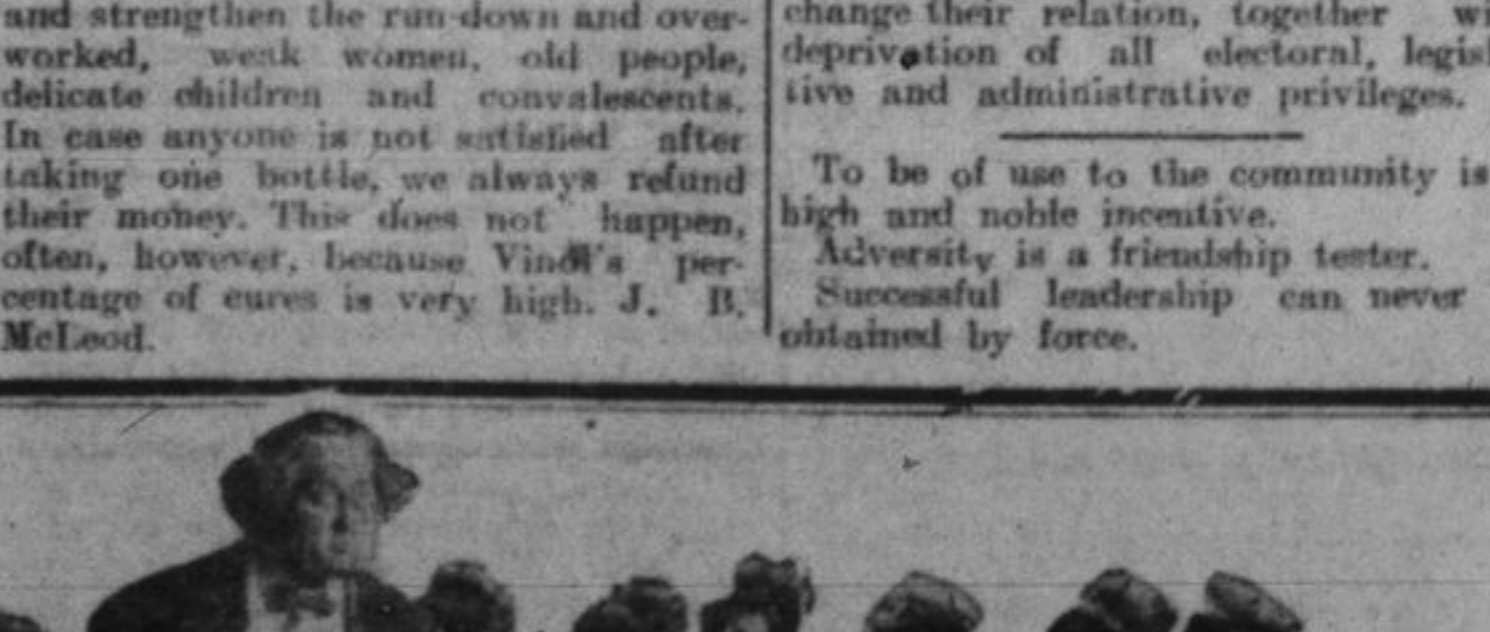 and strengthen the run-down and over-
worked, weak women, old people,
delicate children and convalescents.
In case anyone is not satisfied after
taking one bottle, we always refund
their money. This does not happen,
often, however, because Vinol's per-
centage of cures is very high. J. B.
McLeod.
change their relation, together wi
deprivation of all electoral, legisl
tive and administrative privileges.
To be of use to the community is
high and noble incentive.
Adversity is a friendship tester.
Successful leadership can never
obtained by force.